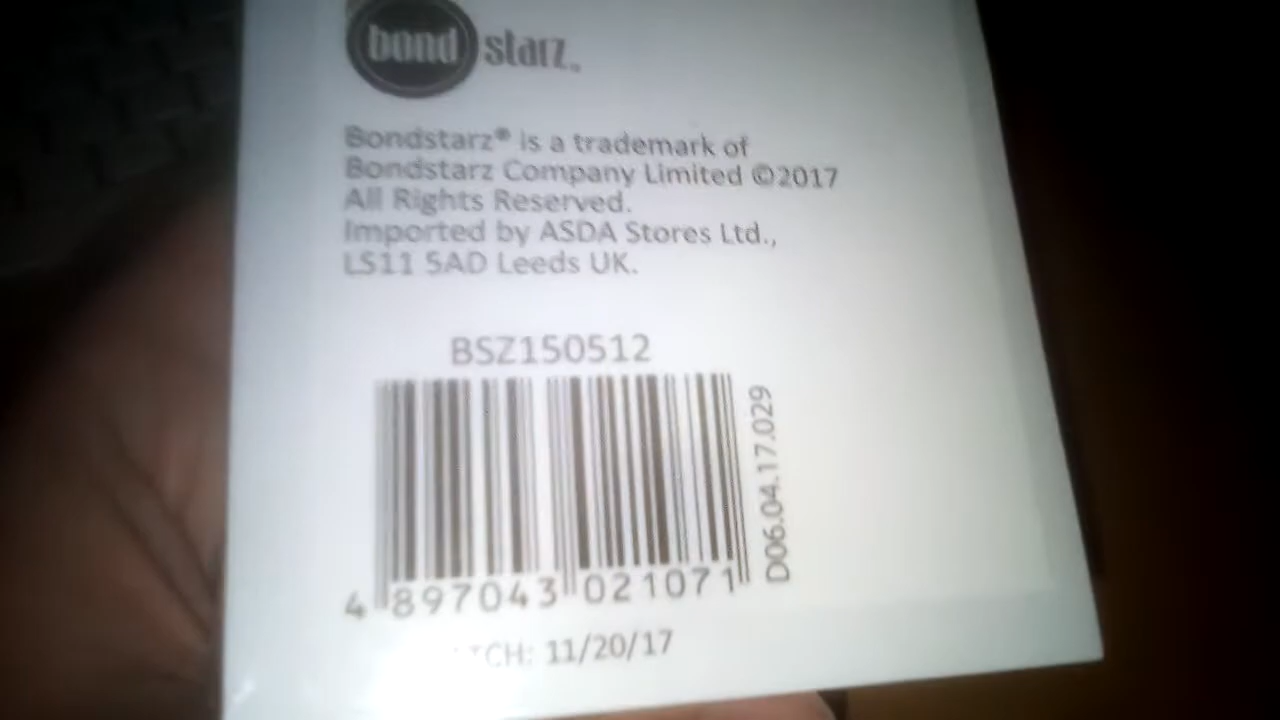 bond starz.
Bondstarz® is a trademark of
Bondstarz Company Limited ©2017
All Rights Reserved.
Imported by ASDA Stores Ltd.,
LS11 5AD Leeds UK.
BSZ150512
D06.04.17.029
4 897043 021071
11/20/17